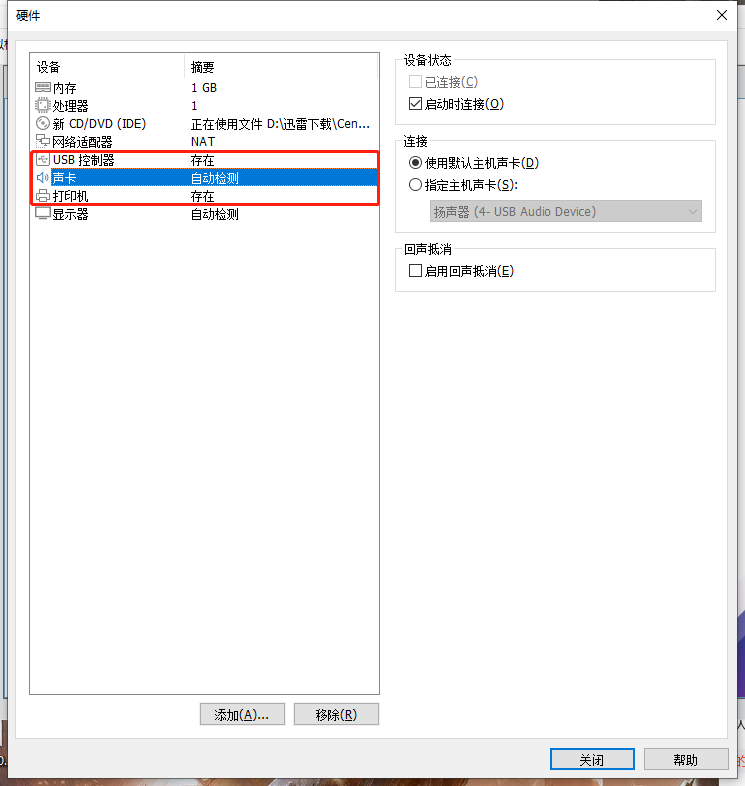 硬件
设备 摘要
内存 1 GB
处理器 1
新 CD/DVD (IDE) 正在使用文件 D:\迅雷下载\Cen...
网络适配器 NAT
USB 控制器 存在
声卡 自动检测
打印机 存在
显示器 自动检测
添加(A)... 移除(R)
设备状态
已连接(C)
启动时连接(O)
连接
使用默认主机声卡(D)
指定主机声卡(S):
扬声器 (4- USB Audio Device)
回声抵消
启用回声抵消(E)
关闭 帮助
人
的